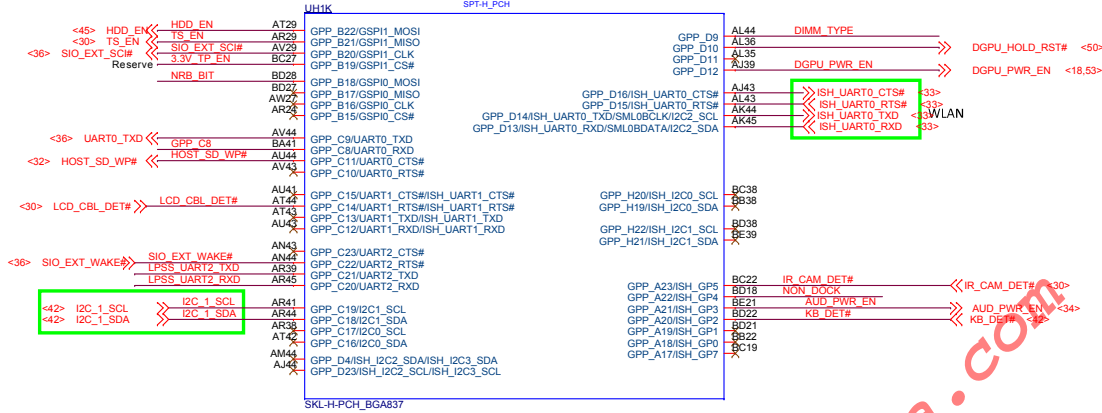 SPT-H_PCH
UH1K
<45> HDD_EN HDD_EN AT29 GPP_B22/GSPI1_MOSI
<30> TS_EN TS_EN AR29 GPP_B21/GSPI1_MISO
<36> SIO_EXT_SCI# SIO_EXT_SCI# AV29 GPP_B20/GSPI1_CLK
Reserve 3.3V_TP_EN BC27 GPP_B19/GSPI1_CS#
NRB_BIT BD28 GPP_B18/GSPI0_MOSI
BD27 GPP_B17/GSPI0_MISO
AW27 GPP_B16/GSPI0_CLK
AR24 GPP_B15/GSPI0_CS#
<36> UART0_TXD AV44 GPP_C9/UART0_TXD
GPP_C8 BA41 GPP_C8/UART0_RXD
<32> HOST_SD_WP# HOST_SD_WP# AU44 GPP_C11/UART0_CTS#
AV43 GPP_C10/UART0_RTS#
AU41 GPP_C15/UART1_CTS#/ISH_UART1_CTS#
<30> LCD_CBL_DET# LCD_CBL_DET# AT44 GPP_C14/UART1_RTS#/ISH_UART1_RTS#
AT43 GPP_C13/UART1_TXD/ISH_UART1_TXD
AU43 GPP_C12/UART1_RXD/ISH_UART1_RXD
AN43 GPP_C23/UART2_CTS#
<36> SIO_EXT_WAKE# SIO_EXT_WAKE# AN44 GPP_C22/UART2_RTS#
LPSS_UART2_TXD AR39 GPP_C21/UART2_TXD
LPSS_UART2_RXD AR45 GPP_C20/UART2_RXD
<42> I2C_1_SCL I2C_1_SCL AR41 GPP_C19/I2C1_SCL
<42> I2C_1_SDA I2C_1_SDA AR44 GPP_C18/I2C1_SDA
AR38 GPP_C17/I2C0_SCL
AT42 GPP_C16/I2C0_SDA
AM44 GPP_D4/ISH_I2C2_SDA/ISH_I2C3_SDA
AJ44 GPP_D23/ISH_I2C2_SCL/ISH_I2C3_SCL
GPP_D9 AL44 DIMM_TYPE
GPP_D10 AL36 DGPU_HOLD_RST# <50>
GPP_D11 AL35
GPP_D12 AJ39 DGPU_PWR_EN DGPU_PWR_EN <18,53>
GPP_D16/ISH_UART0_CTS# AJ43 ISH_UART0_CTS# <33>
GPP_D15/ISH_UART0_RTS# AL43 ISH_UART0_RTS# <33>
GPP_D14/ISH_UART0_TXD/SML0BCLK/I2C2_SCL AK44 ISH_UART0_TXD <33> WLAN
GPP_D13/ISH_UART0_RXD/SML0BDATA/I2C2_SDA AK45 ISH_UART0_RXD <33>
GPP_H20/ISH_I2C0_SCL BC38
GPP_H19/ISH_I2C0_SDA BB38
GPP_H22/ISH_I2C1_SCL BD38
GPP_H21/ISH_I2C1_SDA BE39
GPP_A23/ISH_GP5 BC22 IR_CAM_DET# IR_CAM_DET# <30>
GPP_A22/ISH_GP4 BD18 NON_DOCK
GPP_A21/ISH_GP3 BE21 AUD_PWR_EN AUD_PWR_EN <34>
GPP_A20/ISH_GP2 BD22 KB_DET# KB_DET# <42>
GPP_A19/ISH_GP1 BD21
GPP_A18/ISH_GP0 BB22
GPP_A17/ISH_GP7 BC19
SKL-H-PCH_BGA837
.com